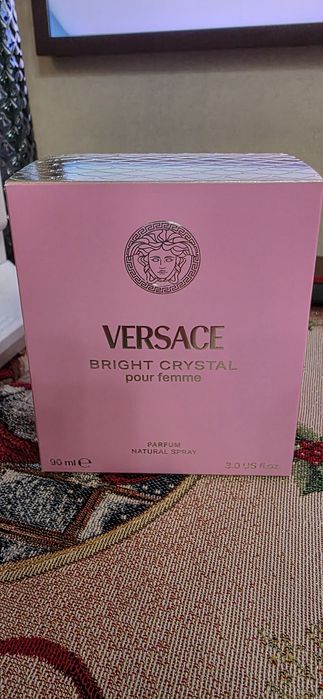 VERSACE
BRIGHT CRYSTAL
pour femme
PARFUM
NATURAL SPRAY
90 ml ℮
3.0 US fl.oz.